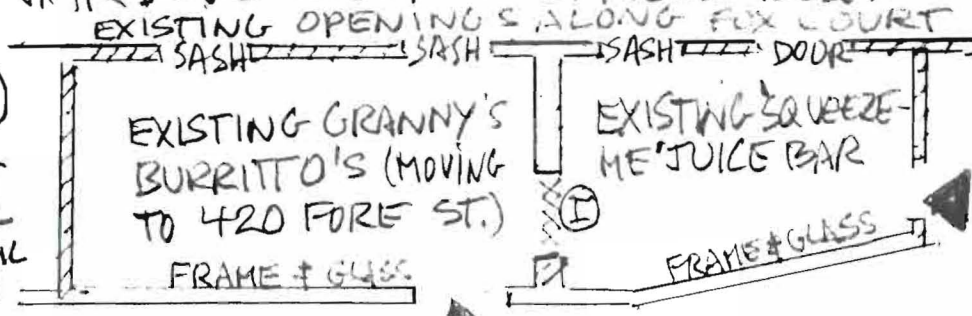 EXISTING OPENING'S ALONG FOX COURT
SASH SASH SASH DOOR
EXISTING GRANNY'S
BURRITTO'S (MOVING
TO 420 FORE ST.)
EXISTING 'SQUEEZE-
ME' JUICE BAR
I
FRAME & GLASS
FRAME & GLASS